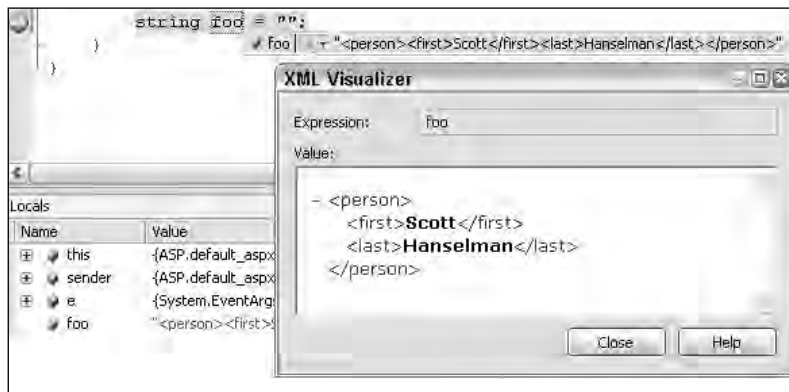 string foo = "";
foo "<person><first>Scott</first><last>Hanselman</last></person>"
}
}
XML Visualizer
Expression: foo
Value:
- <person>
<first>Scott</first>
<last>Hanselman</last>
</person>
Close Help
Locals
Name Value
this {ASP.default_aspx
sender {ASP.default_aspx
e {System.EventArgs
foo "<person><first>S